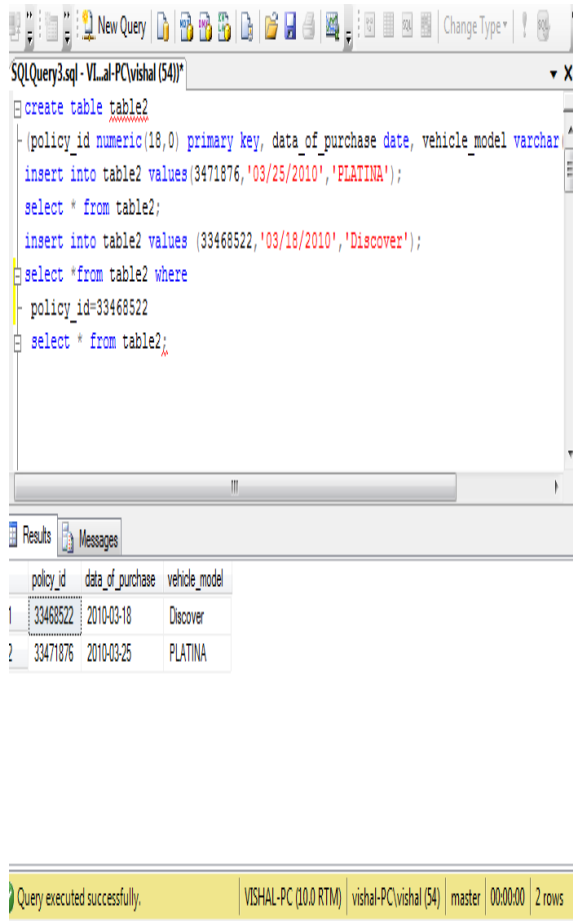 New Query
Change Type
SQLQuery3.sql - VI...al-PC\vishal (54))*
create table table2
(policy_id numeric(18,0) primary key, data_of_purchase date, vehicle_model varchar
insert into table2 values(3471876,'03/25/2010','PLATINA');
select * from table2;
insert into table2 values (33468522,'03/18/2010','Discover');
select *from table2 where
policy_id=33468522
select * from table2;
Results Messages
policy_id data_of_purchase vehicle_model
1 33468522 2010-03-18 Discover
2 33471876 2010-03-25 PLATINA
Query executed successfully. VISHAL-PC (10.0 RTM) vishal-PC\vishal (54) master 00:00:00 2 rows